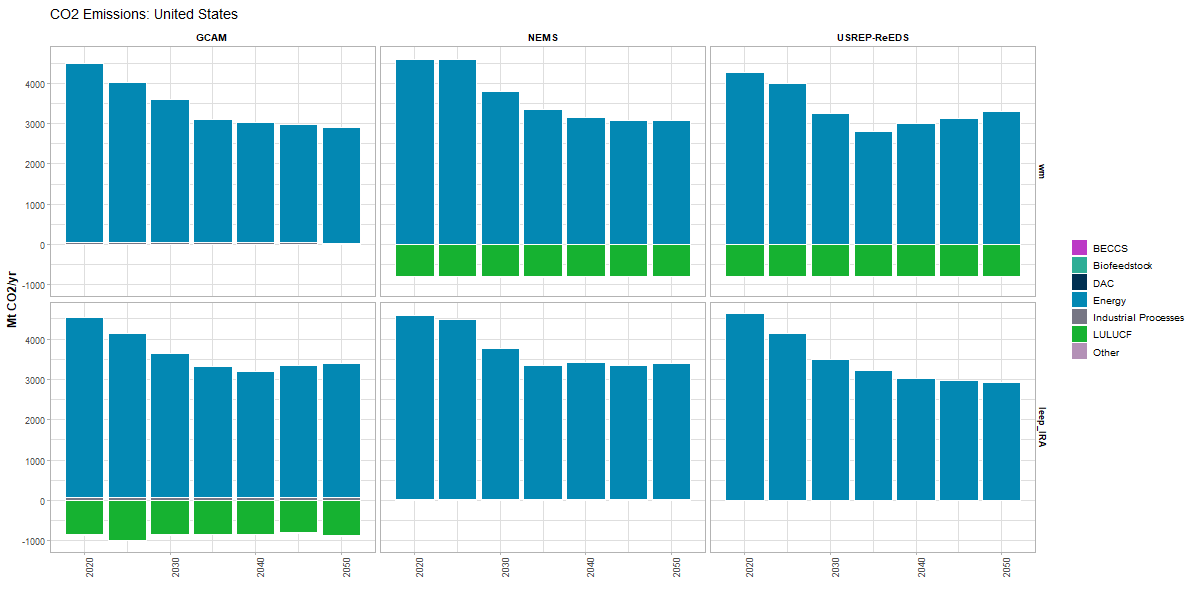 CO2 Emissions: United States
GCAM
NEMS
USREP-ReEDS
4000
3000
2000
1000
0
-1000
wm
4000
3000
2000
1000
0
-1000
leep_IRA
Mt CO2/yr
2020
2030
2040
2050
2020
2030
2040
2050
2020
2030
2040
2050
BECCS
Biofeedstock
DAC
Energy
Industrial Processes
LULUCF
Other